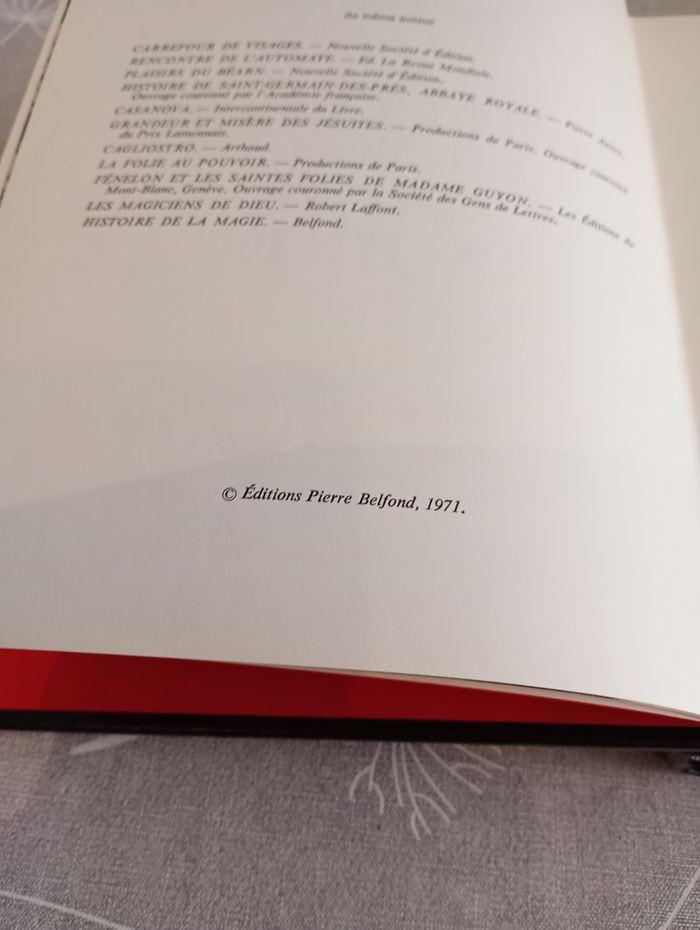 du même auteur
CARREFOUR DE VISAGES. — Nouvelle Société d'Édition.
RENCONTRE DE L'AUTOMATE. — Ed. La Revue Mondiale.
PLAISIRS DU BÉARN. — Nouvelle Société d'Édition.
HISTOIRE DE SAINT-GERMAIN-DES-PRÉS, ABBAYE ROYALE. — Pierre
Ouvrage couronné par l'Académie française.
CASANOVA. — Intercontinentale du Livre.
GRANDEUR ET MISÈRE DES JÉSUITES. — Productions de Paris. Ouvrage couronné
du Prix Lamennais.
CAGLIOSTRO. — Arthaud.
LA FOLIE AU POUVOIR. — Productions de Paris.
FÉNELON ET LES SAINTES FOLIES DE MADAME GUYON. — Les Éditions du
Mont-Blanc, Genève. Ouvrage couronné par la Société des Gens de Lettres.
LES MAGICIENS DE DIEU. — Robert Laffont.
HISTOIRE DE LA MAGIE. — Belfond.
© Éditions Pierre Belfond, 1971.